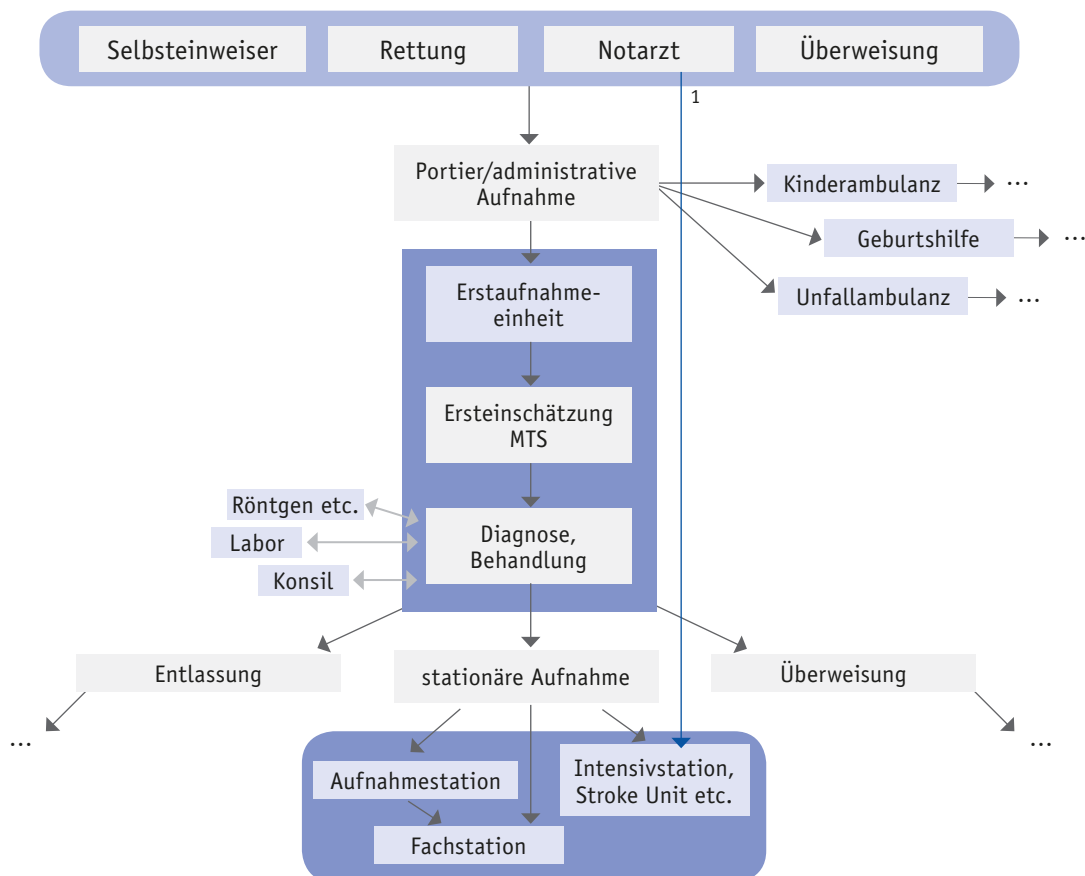 Selbsteinweiser
Rettung
Notarzt
Überweisung
1
Portier/administrative
Aufnahme
Kinderambulanz
...
Geburtshilfe
...
Unfallambulanz
...
Erstaufnahme-
einheit
Ersteinschätzung
MTS
Röntgen etc.
Labor
Konsil
Diagnose,
Behandlung
Entlassung
stationäre Aufnahme
Überweisung
...
...
Aufnahmestation
Intensivstation,
Stroke Unit etc.
Fachstation